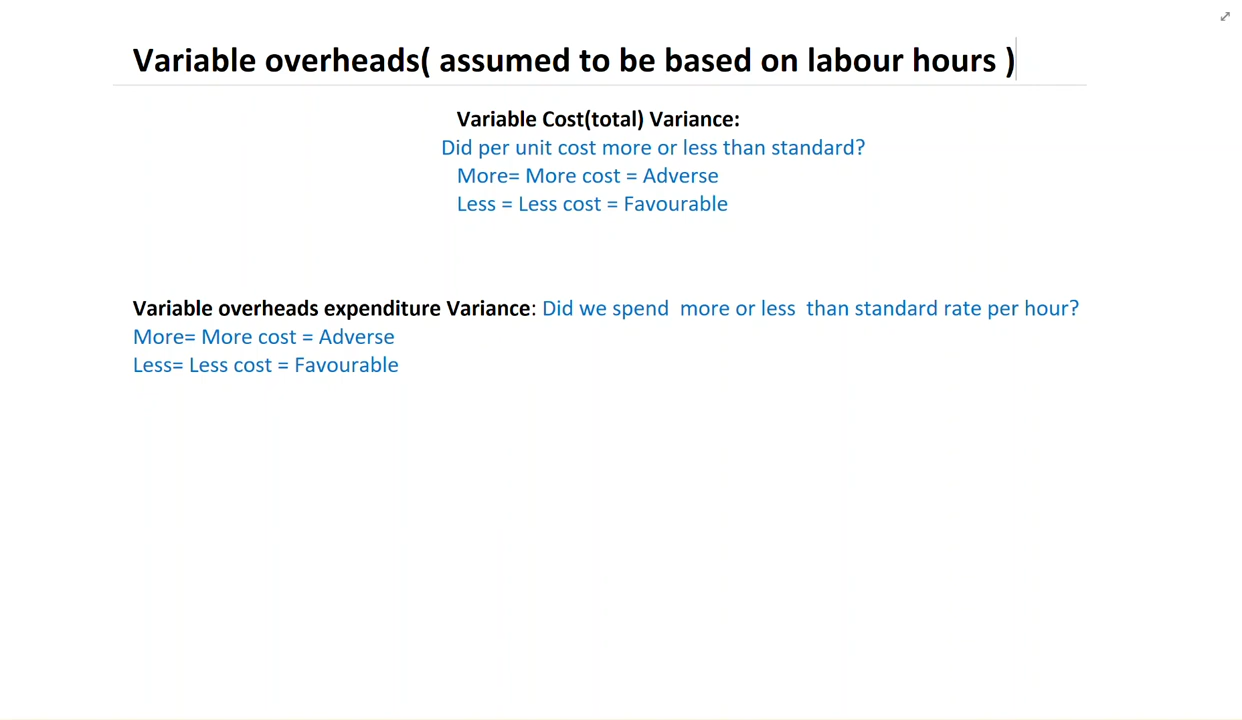 Variable overheads( assumed to be based on labour hours )
Variable Cost(total) Variance:
Did per unit cost more or less than standard?
More= More cost = Adverse
Less = Less cost = Favourable
Variable overheads expenditure Variance: Did we spend  more or less  than standard rate per hour?
More= More cost = Adverse
Less= Less cost = Favourable